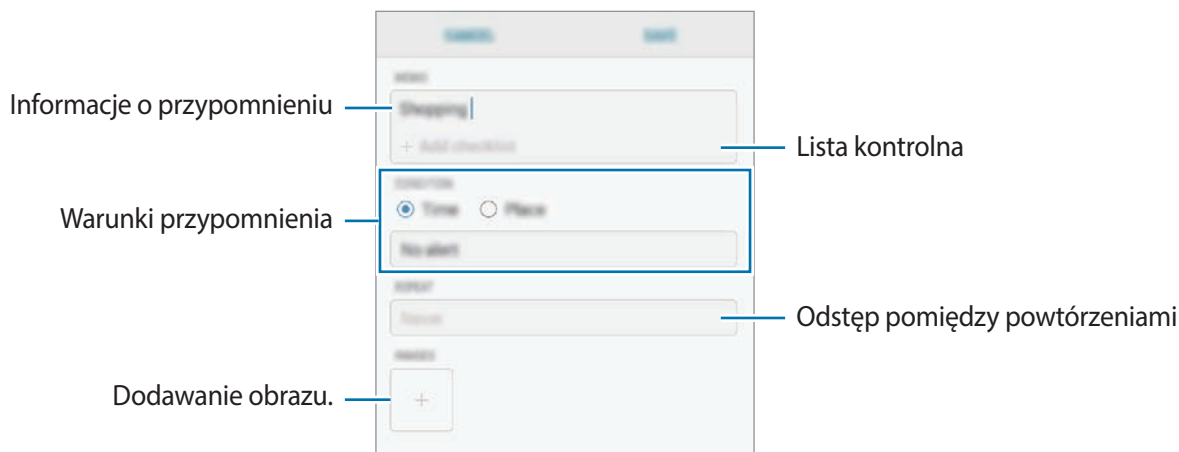 CANCEL
SAVE
MEMO
Informacje o przypomnieniu
Shopping
+ Add checklist
Lista kontrolna
CONDITION
Time Place
Warunki przypomnienia
No alert
REPEAT
Never
Odstęp pomiędzy powtórzeniami
IMAGES
Dodawanie obrazu.
+